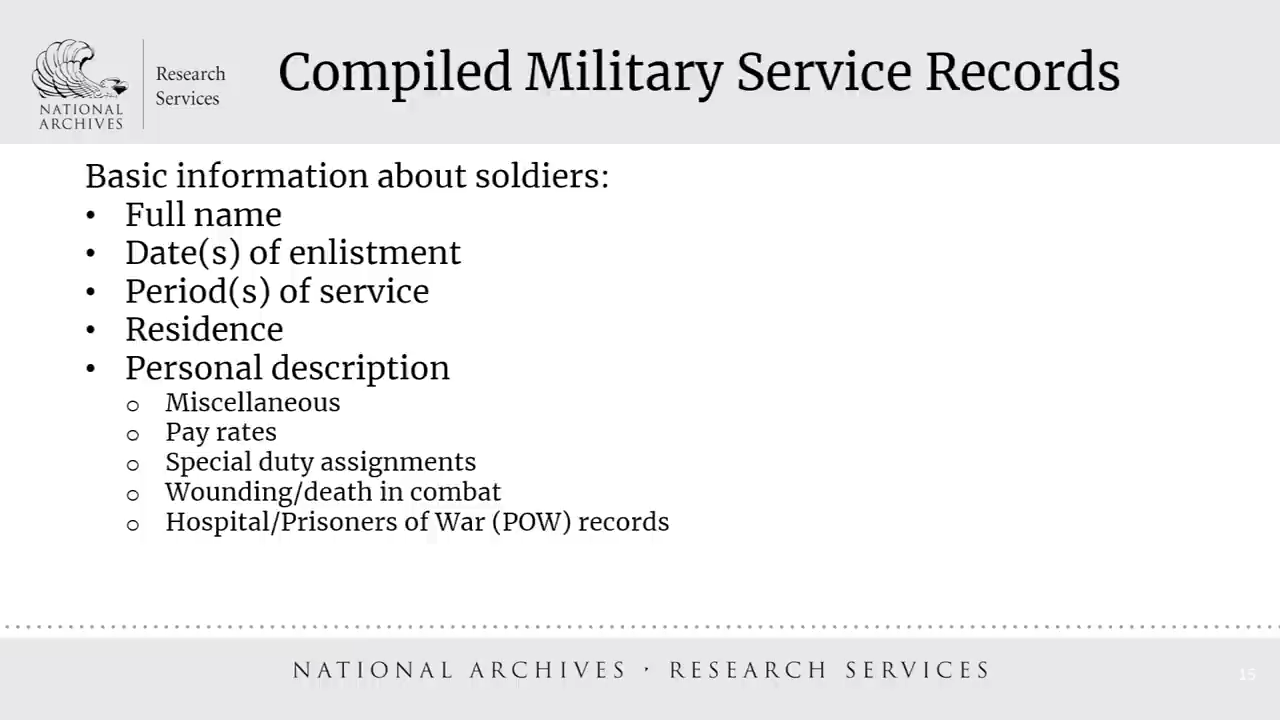 NATIONAL
ARCHIVES
Research
Services
Compiled Military Service Records
Basic information about soldiers:
• Full name
• Date(s) of enlistment
• Period(s) of service
• Residence
• Personal description
o Miscellaneous
o Pay rates
o Special duty assignments
o Wounding/death in combat
o Hospital/Prisoners of War (POW) records
NATIONAL ARCHIVES · RESEARCH SERVICES
15